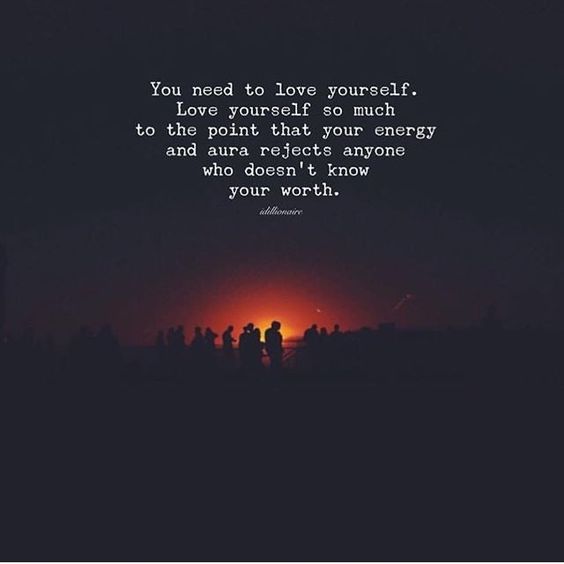 You need to love yourself.
Love yourself so much
to the point that your energy
and aura rejects anyone
who doesn't know
your worth.
idillionaire